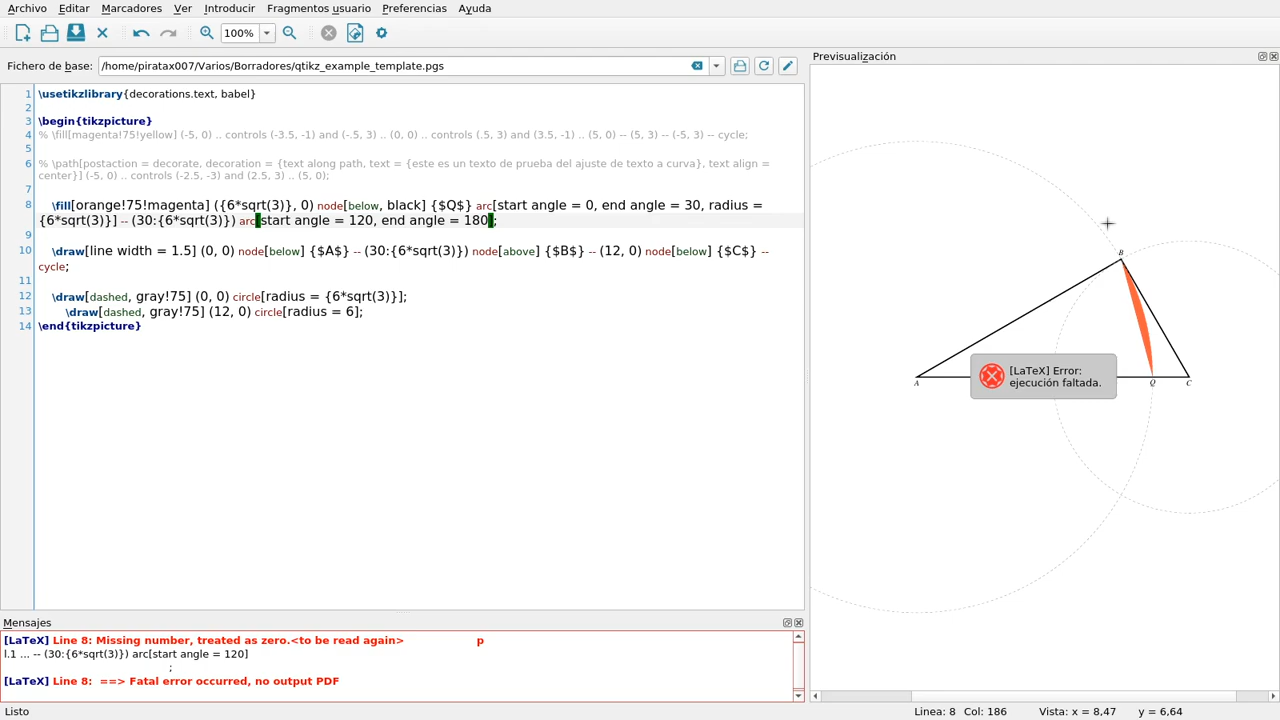 Archivo Editar Marcadores Ver Introducir Fragmentos usuario Preferencias Ayuda
100%
Fichero de base: /home/piratax007/Varios/Borradores/qtikz_example_template.pgs
1 \usetikzlibrary{decorations.text, babel}
2
3 \begin{tikzpicture}
4 % \fill[magenta!75!yellow] (-5, 0) .. controls (-3.5, -1) and (-.5, 3) .. (0, 0) .. controls (.5, 3) and (3.5, -1) .. (5, 0) -- (5, 3) -- (-5, 3) -- cycle;
5
6 % \path[postaction = decorate, decoration = {text along path, text = {este es un texto de prueba del ajuste de texto a curva}, text align =
center}] (-5, 0) .. controls (-2.5, -3) and (2.5, 3) .. (5, 0);
7
8 \fill[orange!75!magenta] ({6*sqrt(3)}, 0) node[below, black] {$Q$} arc[start angle = 0, end angle = 30, radius =
{6*sqrt(3)}] -- (30:{6*sqrt(3)}) arc[start angle = 120, end angle = 180];
9
10 \draw[line width = 1.5] (0, 0) node[below] {$A$} -- (30:{6*sqrt(3)}) node[above] {$B$} -- (12, 0) node[below] {$C$} --
cycle;
11
12 \draw[dashed, gray!75] (0, 0) circle[radius = {6*sqrt(3)}];
13 \draw[dashed, gray!75] (12, 0) circle[radius = 6];
14 \end{tikzpicture}
Mensajes
[LaTeX] Line 8: Missing number, treated as zero.<to be read again> p
l.1 ... -- (30:{6*sqrt(3)}) arc[start angle = 120]
;
[LaTeX] Line 8: ==> Fatal error occurred, no output PDF
Previsualización
B
[LaTeX] Error:
ejecución faltada.
A Q C
Listo
Linea: 8 Col: 186 Vista: x = 8,47 y = 6,64